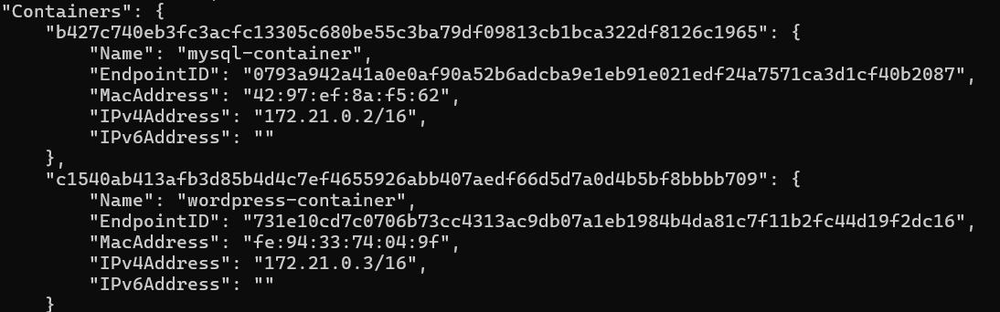 "Containers": {
    "b427c740eb3fc3acfc13305c680be55c3ba79df09813cb1bca322df8126c1965": {
        "Name": "mysql-container",
        "EndpointID": "0793a942a41a0e0af90a52b6adcba9e1eb91e021edf24a7571ca3d1cf40b2087",
        "MacAddress": "42:97:ef:8a:f5:62",
        "IPv4Address": "172.21.0.2/16",
        "IPv6Address": ""
    },
    "c1540ab413afb3d85b4d4c7ef4655926abb407aedf66d5d7a0d4b5bf8bbbb709": {
        "Name": "wordpress-container",
        "EndpointID": "731e10cd7c0706b73cc4313ac9db07a1eb1984b4da81c7f11b2fc44d19f2dc16",
        "MacAddress": "fe:94:33:74:04:9f",
        "IPv4Address": "172.21.0.3/16",
        "IPv6Address": ""
    }